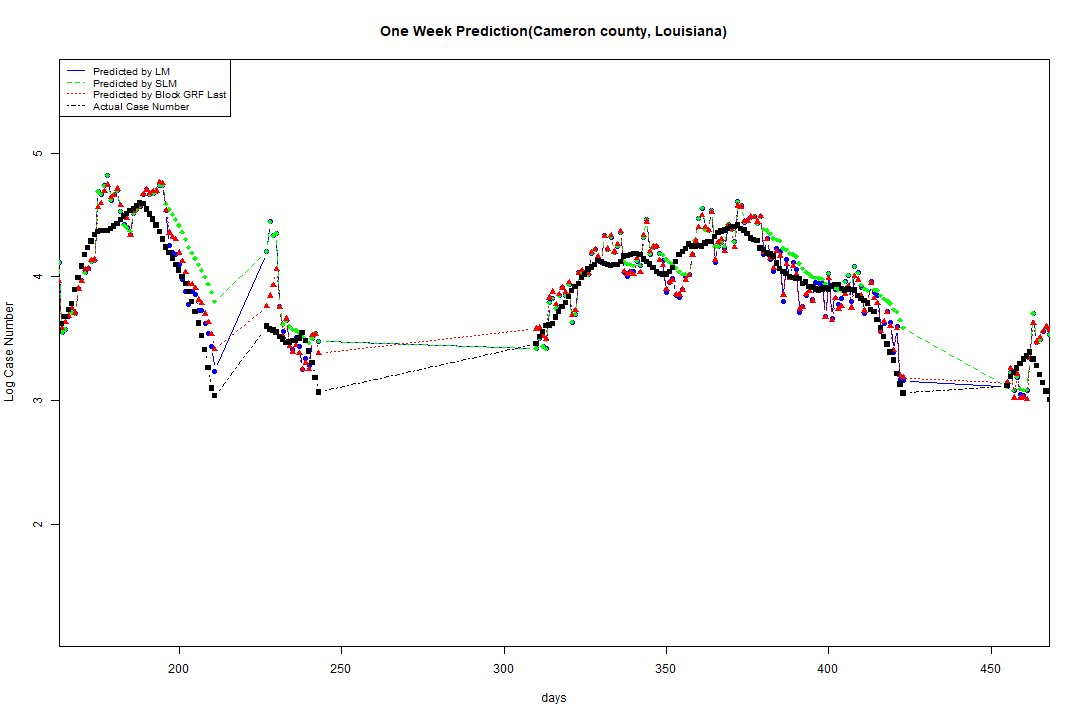 One Week Prediction(Cameron county, Louisiana)
Predicted by LM
Predicted by SLM
Predicted by Block GRF Last
Actual Case Number
5
4
3
2
Log Case Number
200 250 300 350 400 450
days